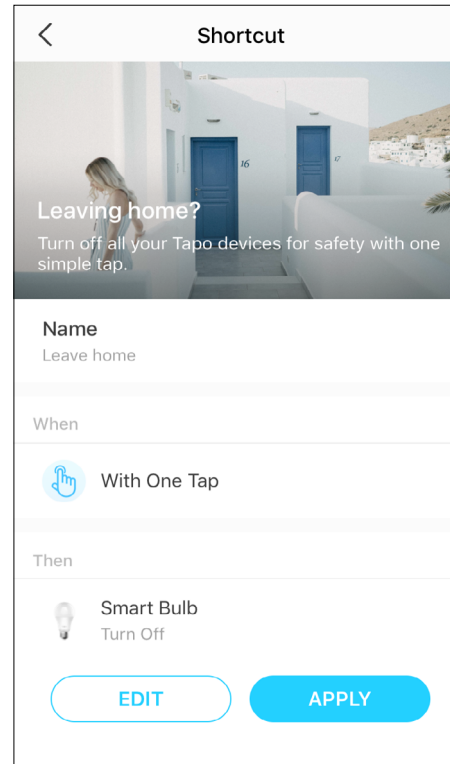 Shortcut
16
17
Leaving home?
Turn off all your Tapo devices for safety with one
simple tap.
Name
Leave home
When
With One Tap
Then
Smart Bulb
Turn Off
EDIT
APPLY